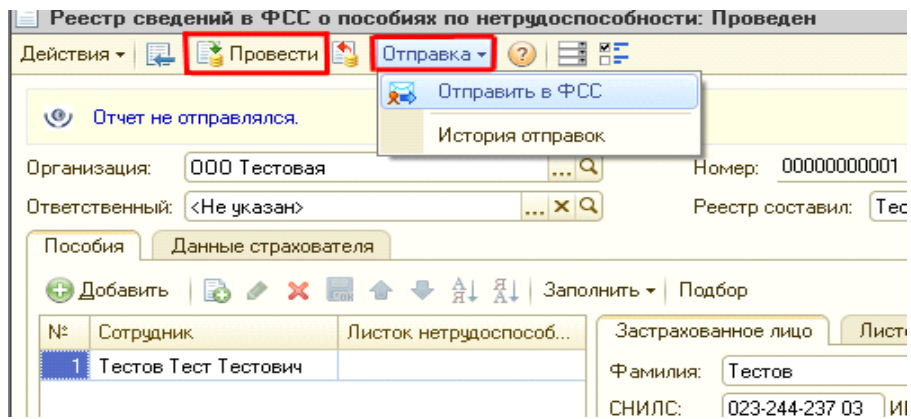 Реестр сведений в ФСС о пособиях по нетрудоспособности: Проведен
Действия Провести Отправка ?
Отправить в ФСС
Отчет не отправлялся.
История отправок
Организация: ООО Тестовая ... Номер: 00000000001
Ответственный: <Не указан> ... x Реестр составил: Тес
Пособия Данные страхователя
Добавить Заполнить Подбор
№ Сотрудник Листок нетрудоспособ... Застрахованное лицо Листо
1 Тестов Тест Тестович Фамилия: Тестов
СНИЛС: 023-244-237 03